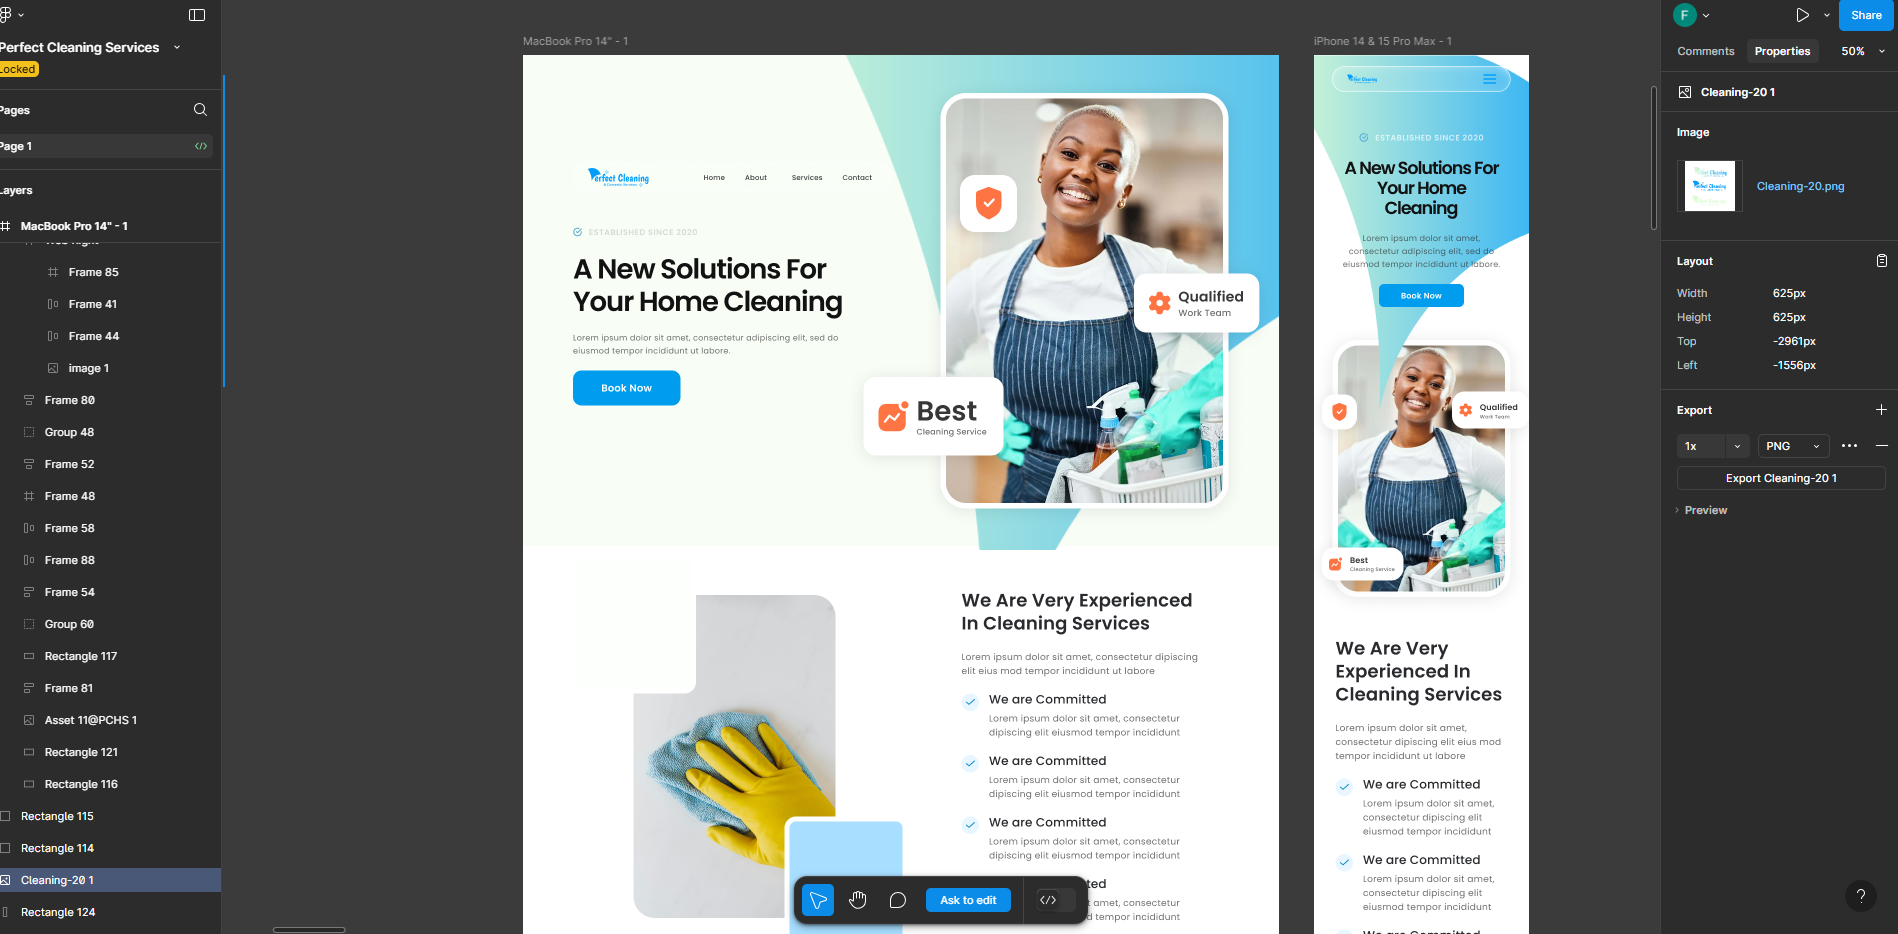 Perfect Cleaning Services
Locked
Pages
Page 1
Layers
MacBook Pro 14" - 1
Frame 85
Frame 41
Frame 44
image 1
Frame 80
Group 48
Frame 52
Frame 48
Frame 58
Frame 88
Frame 54
Group 60
Rectangle 117
Frame 81
Asset 11@PCHS 1
Rectangle 121
Rectangle 116
Rectangle 115
Rectangle 114
Cleaning-20 1
Rectangle 124
MacBook Pro 14" - 1
Perfect Cleaning
Home About Services Contact
ESTABLISHED SINCE 2020
A New Solutions For
Your Home Cleaning
Lorem ipsum dolor sit amet, consectetur adipiscing elit, sed do
eiusmod tempor incididunt ut labore.
Book Now
Qualified
Work Team
Best
Cleaning Service
We Are Very Experienced
In Cleaning Services
Lorem ipsum dolor sit amet, consectetur dipiscing
elit eius mod tempor incididunt ut labore
We are Committed
Lorem ipsum dolor sit amet, consectetur
dipiscing elit eiusmod tempor incididunt
We are Committed
Lorem ipsum dolor sit amet, consectetur
dipiscing elit eiusmod tempor incididunt
We are Committed
Lorem ipsum dolor sit amet, consectetur
dipiscing elit eiusmod tempor incididunt
ted
consectetur
d tempor incididunt
Ask to edit
iPhone 14 & 15 Pro Max - 1
Perfect Cleaning
ESTABLISHED SINCE 2020
A New Solutions For
Your Home
Cleaning
Lorem ipsum dolor sit amet,
consectetur adipiscing elit, sed do
eiusmod tempor incididunt ut labore.
Book Now
Qualified
Work Team
Best
Cleaning Service
We Are Very
Experienced In
Cleaning Services
Lorem ipsum dolor sit amet,
consectetur dipiscing elit eius mod
tempor incididunt ut labore
We are Committed
Lorem ipsum dolor sit amet,
consectetur dipiscing elit
eiusmod tempor incididunt
We are Committed
Lorem ipsum dolor sit amet,
consectetur dipiscing elit
eiusmod tempor incididunt
We are Committed
F
Share
Comments Properties 50%
Cleaning-20 1
Image
Cleaning-20.png
Layout
Width 625px
Height 625px
Top -2961px
Left -1556px
Export
1x PNG
Export Cleaning-20 1
Preview
?